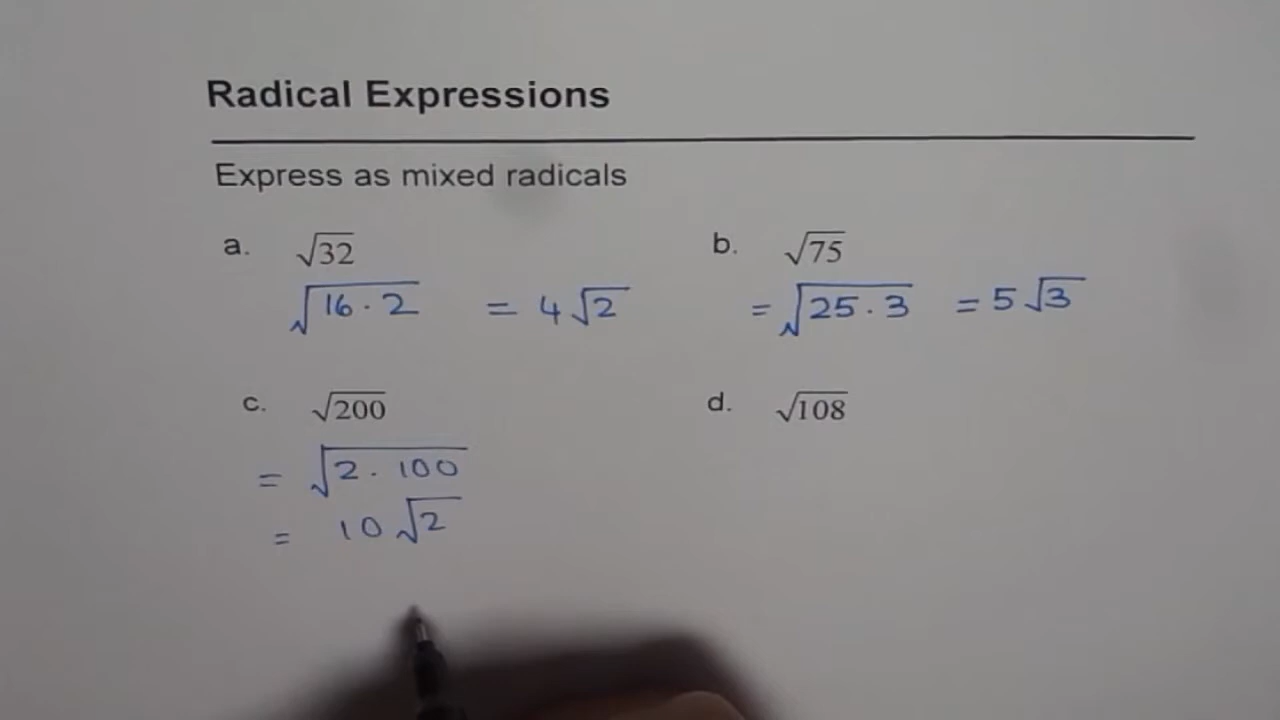 Radical Expressions
Express as mixed radicals
a. √32
√16 · 2 = 4√2
b. √75
= √25 · 3 = 5√3
c. √200
= √2 · 100
= 10√2
d. √108